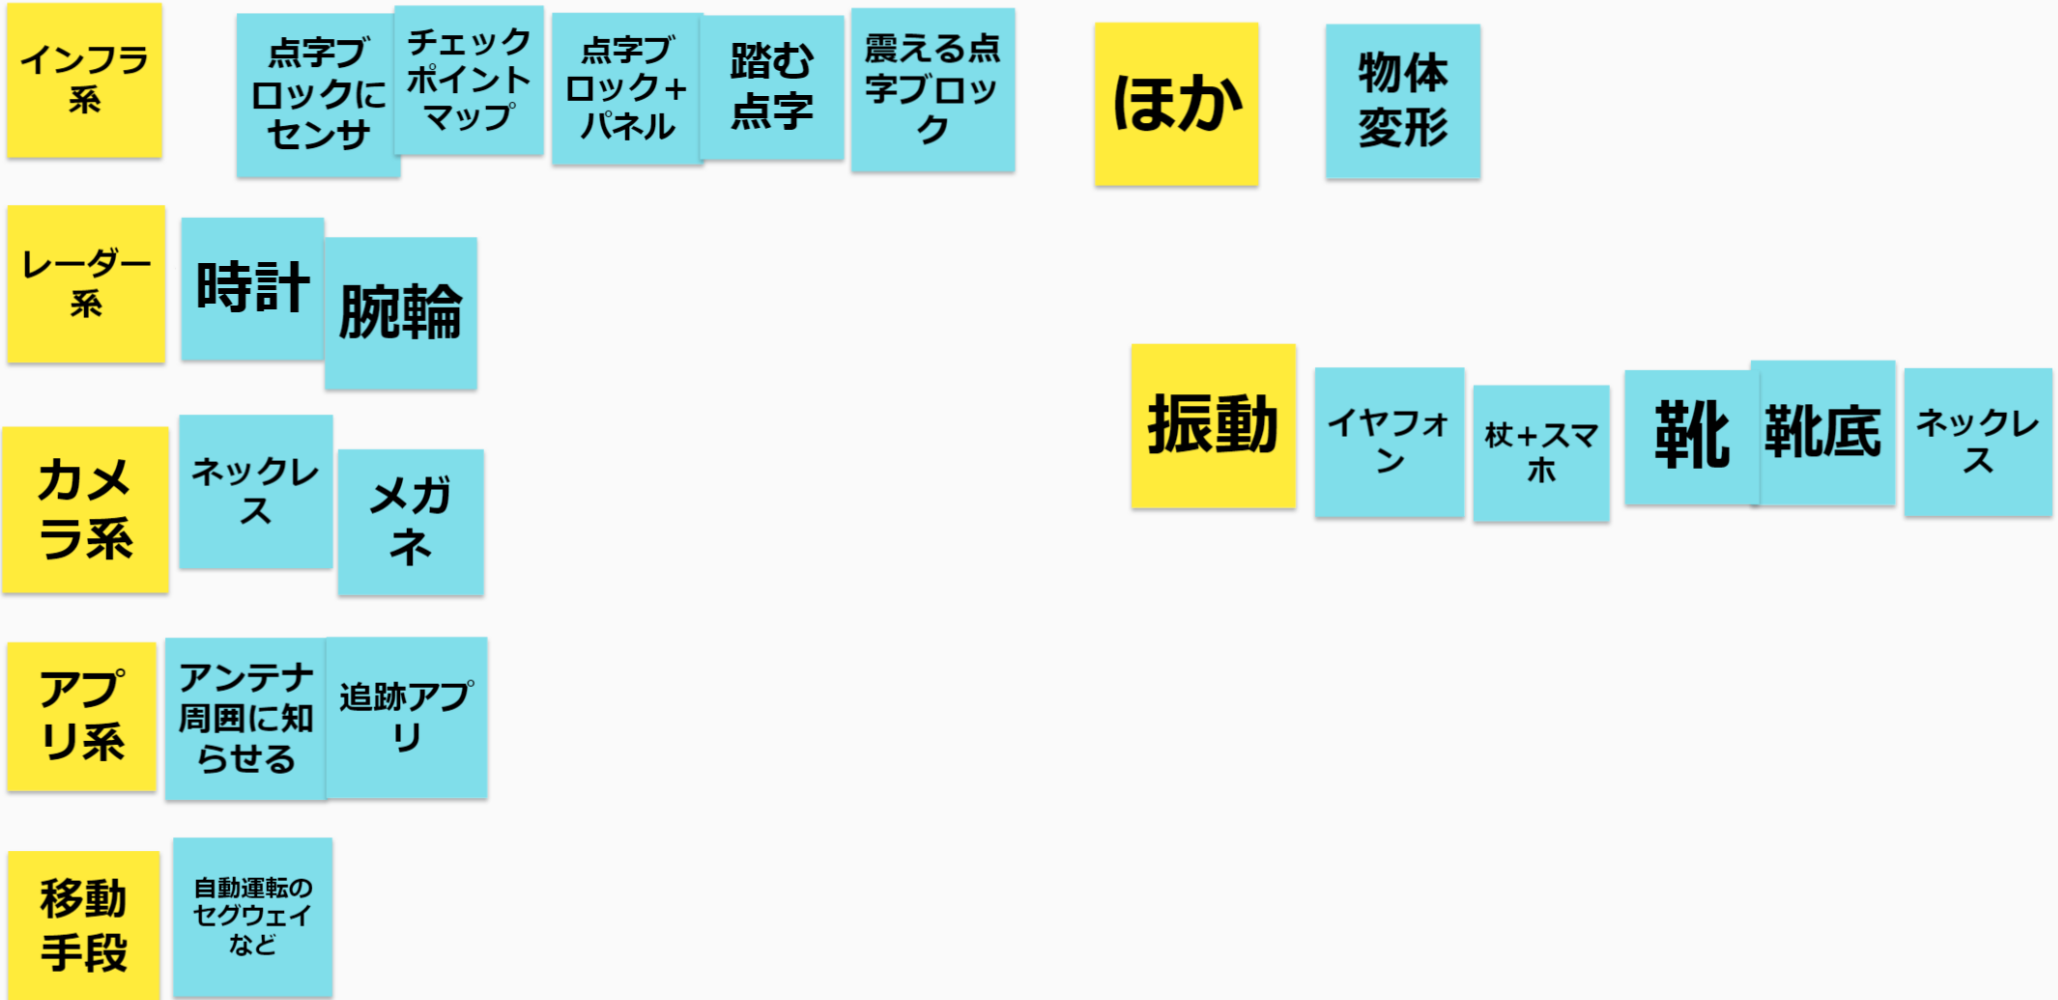 インフラ
系
点字ブ
ロックに
センサ
チェック
ポイント
マップ
点字ブ
ロック＋
パネル
踏む
点字
震える点
字ブロッ
ク
ほか
物体
変形
レーダー
系
時計
腕輪
振動
イヤフォ
ン
杖＋スマ
ホ
靴
靴底
ネックレ
ス
カメ
ラ系
ネックレ
ス
メガ
ネ
アプ
リ系
アンテナ
周囲に知
らせる
追跡アプ
リ
移動
手段
自動運転の
セグウェイ
など